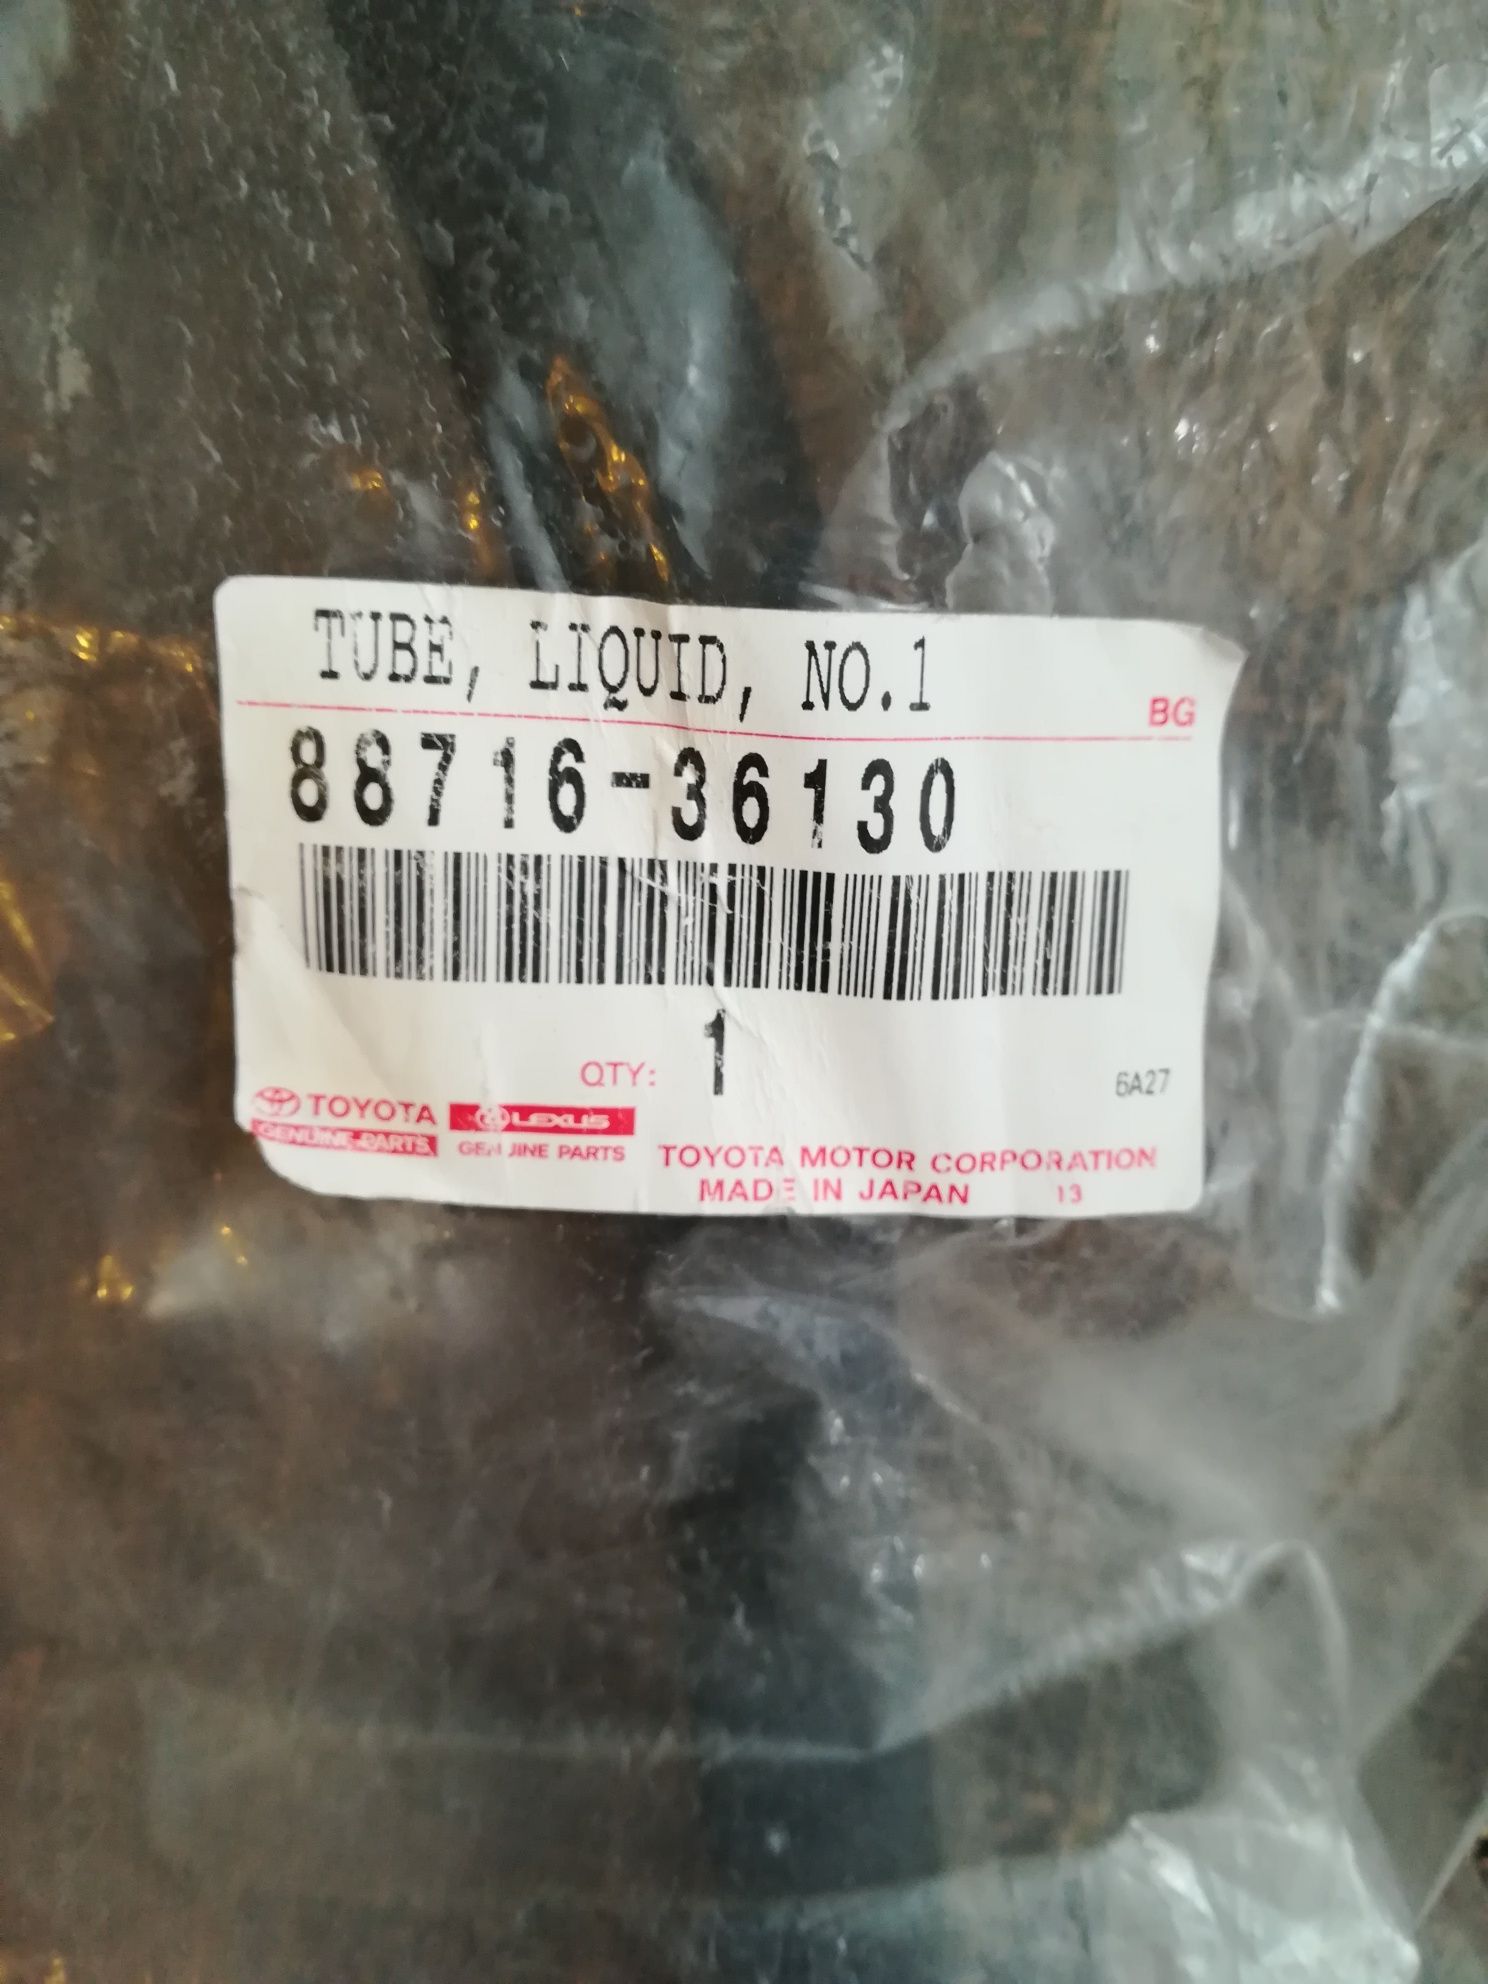 TUBE, LIQUID, NO.1
BG
88716-36130
QTY: 1
6A27
TOYOTA
GENUINE PARTS
LEXUS
GENUINE PARTS
TOYOTA MOTOR CORPORATION
MADE IN JAPAN 13